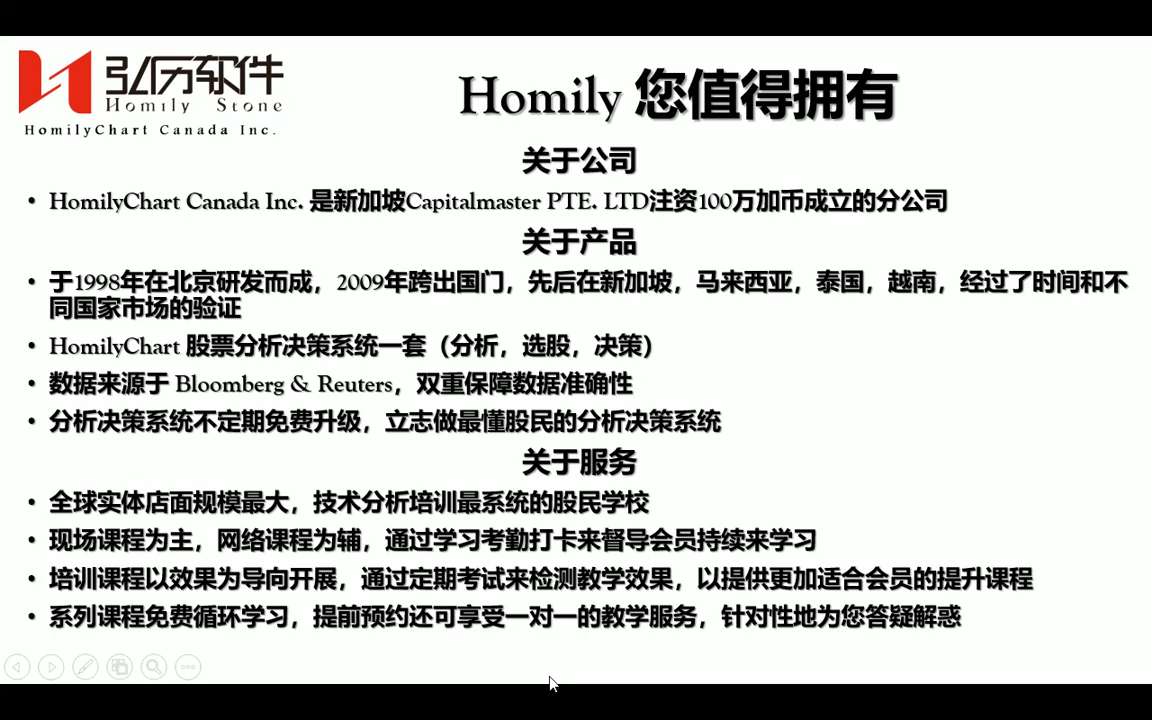 弘历软件
Homily Stone
HomilyChart Canada Inc.
Homily 您值得拥有
关于公司
• HomilyChart Canada Inc. 是新加坡Capitalmaster PTE. LTD注资100万加币成立的分公司
关于产品
• 于1998年在北京研发而成，2009年跨出国门，先后在新加坡，马来西亚，泰国，越南，经过了时间和不
同国家市场的验证
• HomilyChart 股票分析决策系统一套（分析，选股，决策）
• 数据来源于 Bloomberg & Reuters，双重保障数据准确性
• 分析决策系统不定期免费升级，立志做最懂股民的分析决策系统
关于服务
• 全球实体店面规模最大，技术分析培训最系统的股民学校
• 现场课程为主，网络课程为辅，通过学习考勤打卡来督导会员持续来学习
• 培训课程以效果为导向开展，通过定期考试来检测教学效果，以提供更加适合会员的提升课程
• 系列课程免费循环学习，提前预约还可享受一对一的教学服务，针对性地为您答疑解惑